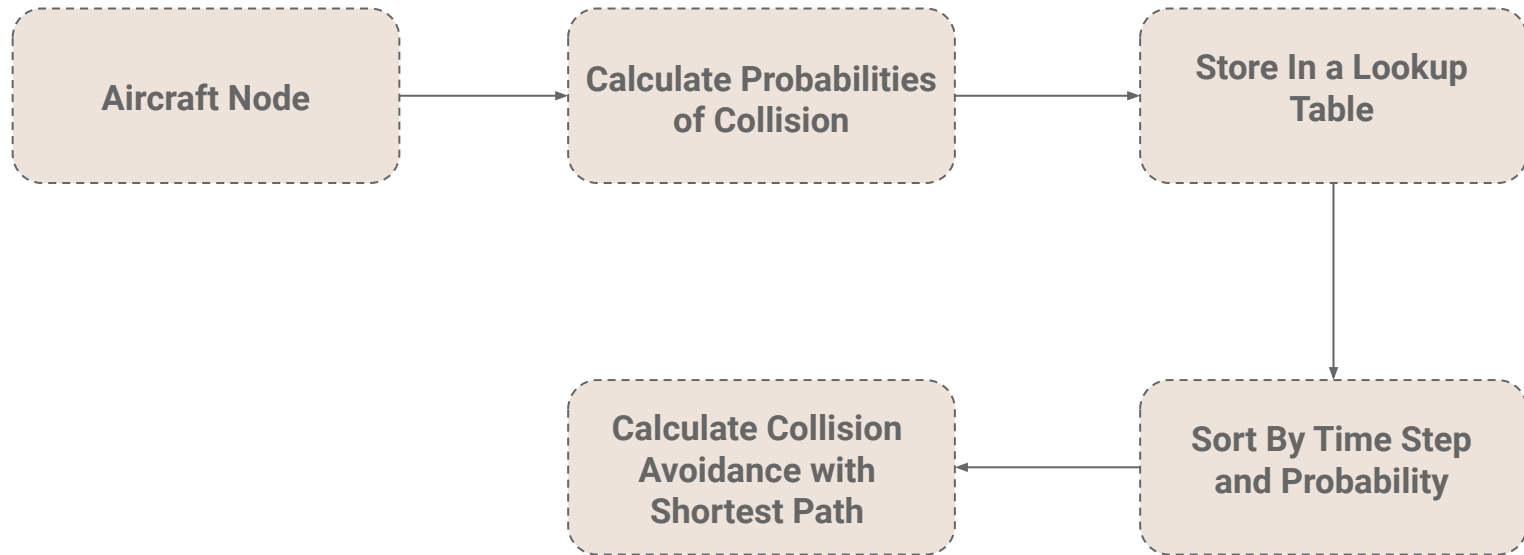 Aircraft Node
Calculate Probabilities
of Collision
Store In a Lookup
Table
Sort By Time Step
and Probability
Calculate Collision
Avoidance with
Shortest Path